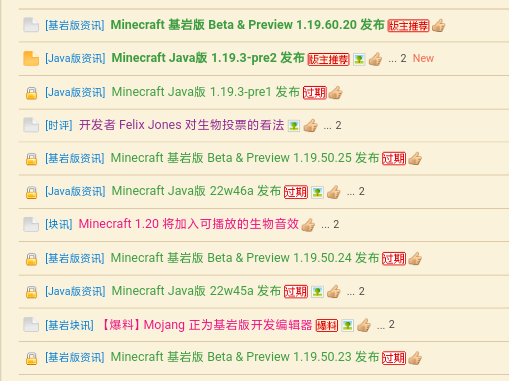 [基岩版资讯] Minecraft 基岩版 Beta & Preview 1.19.60.20 发布 版主推荐
[Java版资讯] Minecraft Java版 1.19.3-pre2 发布 版主推荐 ... 2 New
[Java版资讯] Minecraft Java版 1.19.3-pre1 发布 过期
[时评] 开发者 Felix Jones 对生物投票的看法 ... 2
[基岩版资讯] Minecraft 基岩版 Beta & Preview 1.19.50.25 发布 过期
[Java版资讯] Minecraft Java版 22w46a 发布 过期 ... 2
[块讯] Minecraft 1.20 将加入可播放的生物音效 ... 2
[基岩版资讯] Minecraft 基岩版 Beta & Preview 1.19.50.24 发布 过期
[Java版资讯] Minecraft Java版 22w45a 发布 过期 ... 2
[基岩块讯] 【爆料】Mojang 正为基岩版开发编辑器 爆料 ... 2
[基岩版资讯] Minecraft 基岩版 Beta & Preview 1.19.50.23 发布 过期